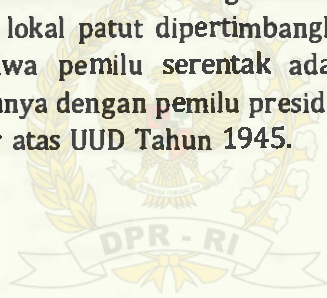 lokal patut dipertimbangk
wa pemilu serentak ada
nya dengan pemilu presid
atas UUD Tahun 1945.
DPR - RI